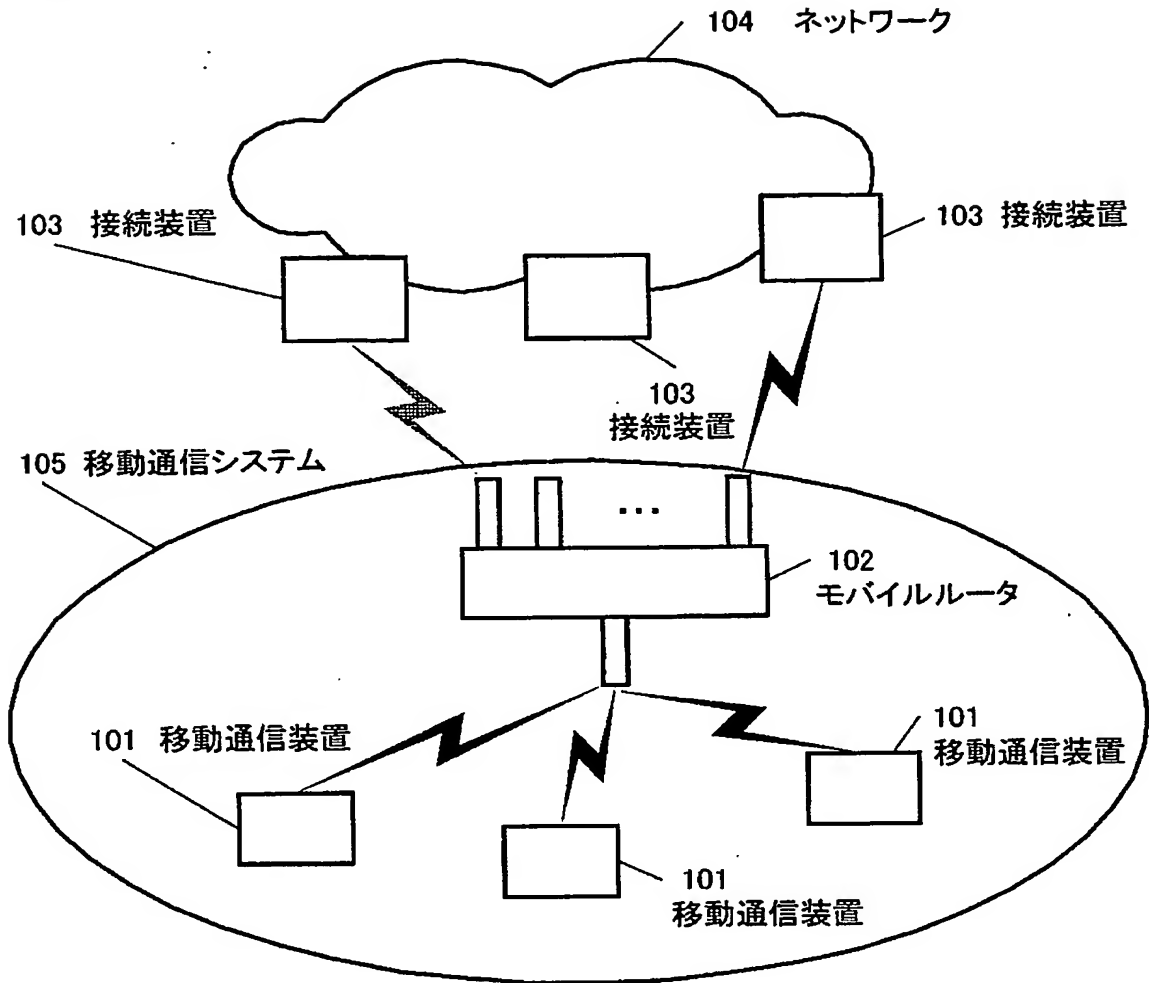 104 ネットワーク
103 接続装置
103 接続装置
103
接続装置
105 移動通信システム
...
102
モバイルルータ
101 移動通信装置
101
移動通信装置
101
移動通信装置